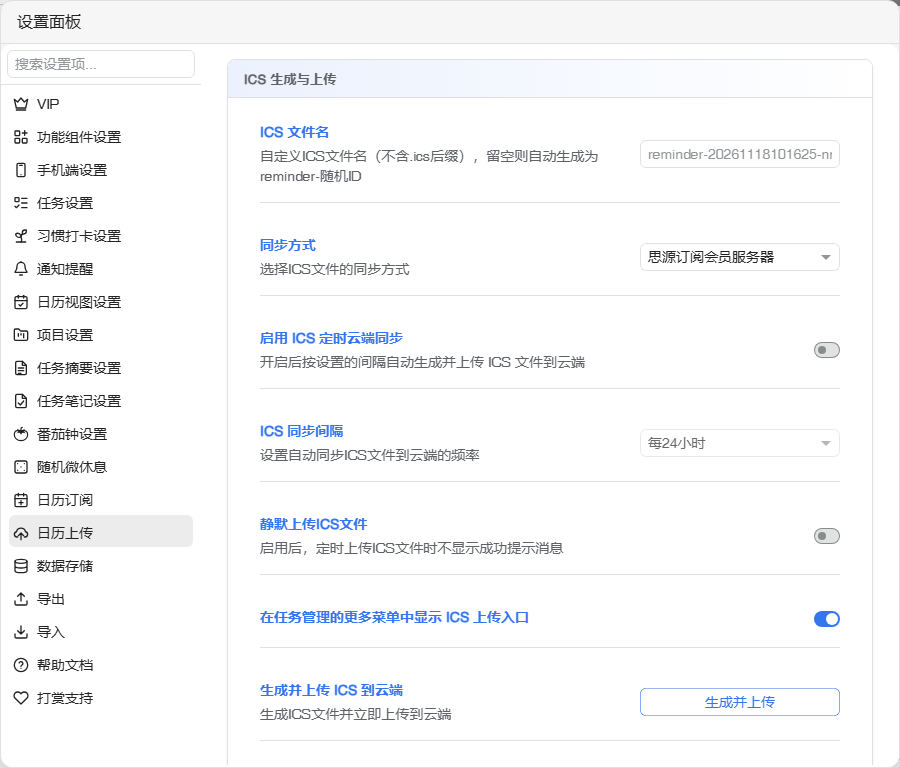 设置面板
搜索设置项...
VIP
功能组件设置
手机端设置
任务设置
习惯打卡设置
通知提醒
日历视图设置
项目设置
任务摘要设置
任务笔记设置
番茄钟设置
随机微休息
日历订阅
日历上传
数据存储
导出
导入
帮助文档
打赏支持
ICS 生成与上传
ICS 文件名
自定义ICS文件名（不含.ics后缀），留空则自动生成为
reminder-随机ID
reminder-20261118101625-nr
同步方式
选择ICS文件的同步方式
思源订阅会员服务器
启用 ICS 定时云端同步
开启后按设置的间隔自动生成并上传 ICS 文件到云端
ICS 同步间隔
设置自动同步ICS文件到云端的频率
每24小时
静默上传ICS文件
启用后，定时上传ICS文件时不显示成功提示消息
在任务管理的更多菜单中显示 ICS 上传入口
生成并上传 ICS 到云端
生成ICS文件并立即上传到云端
生成并上传